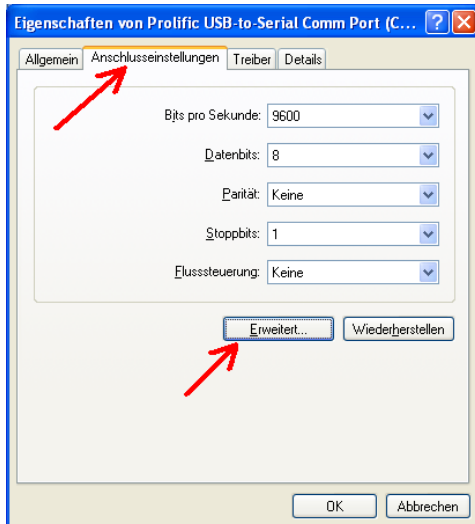 Eigenschaften von Prolific USB-to-Serial Comm Port (C...
Allgemein Anschlusseinstellungen Treiber Details
Bits pro Sekunde: 9600
Datenbits: 8
Parität: Keine
Stoppbits: 1
Flusssteuerung: Keine
Erweitert... Wiederherstellen
OK Abbrechen